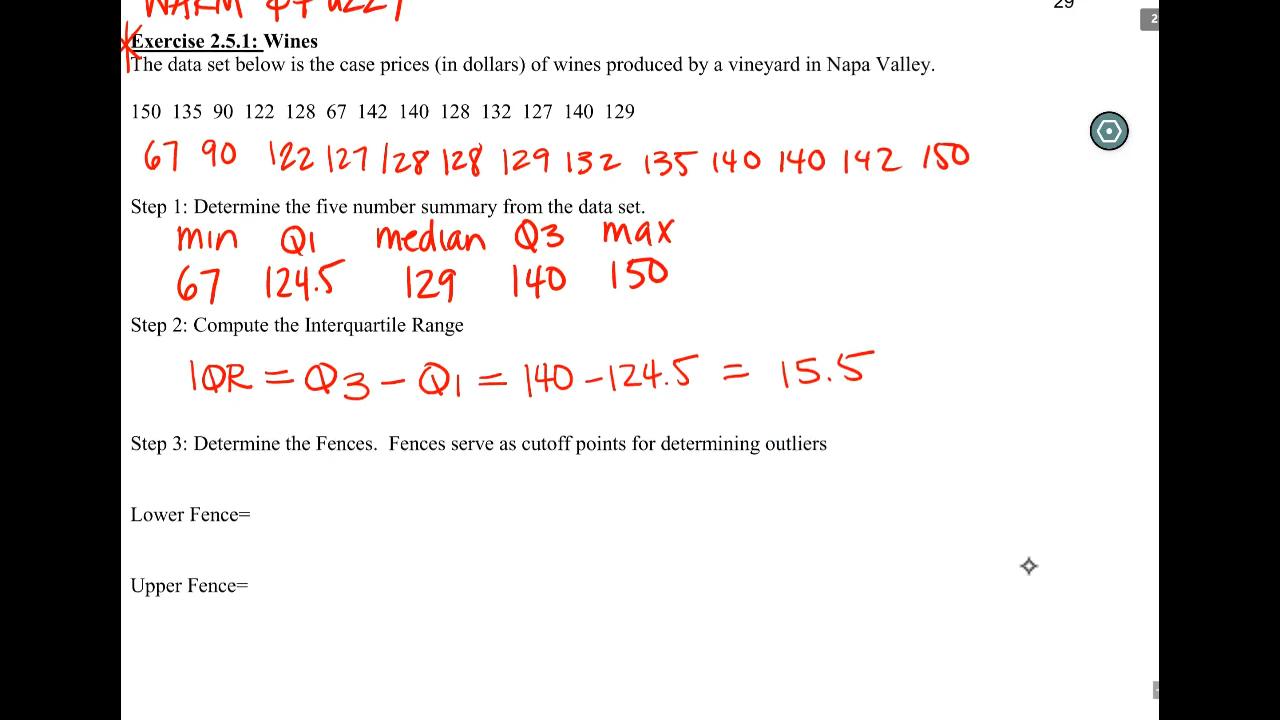 WARM & FUZZY
29
2
Exercise 2.5.1: Wines
The data set below is the case prices (in dollars) of wines produced by a vineyard in Napa Valley.
150 135 90 122 128 67 142 140 128 132 127 140 129
67 90 122 127 128 128 129 132 135 140 140 142 150
Step 1: Determine the five number summary from the data set.
min Q1 median Q3 max
67 124.5 129 140 150
Step 2: Compute the Interquartile Range
IQR = Q3 - Q1 = 140 - 124.5 = 15.5
Step 3: Determine the Fences. Fences serve as cutoff points for determining outliers
Lower Fence=
Upper Fence=